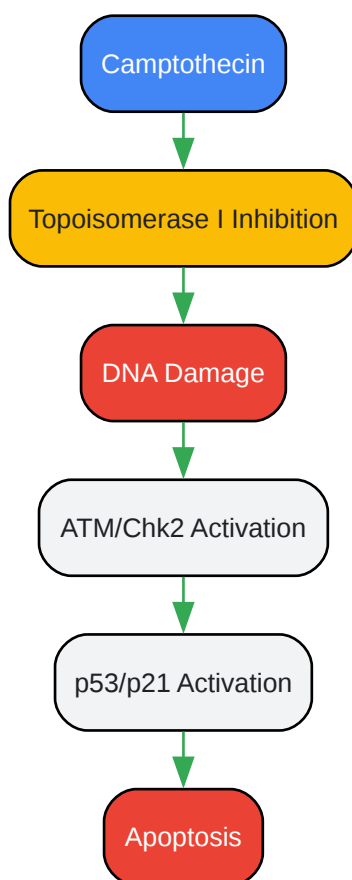 Camptothecin
Topoisomerase I Inhibition
DNA Damage
ATM/Chk2 Activation
p53/p21 Activation
Apoptosis